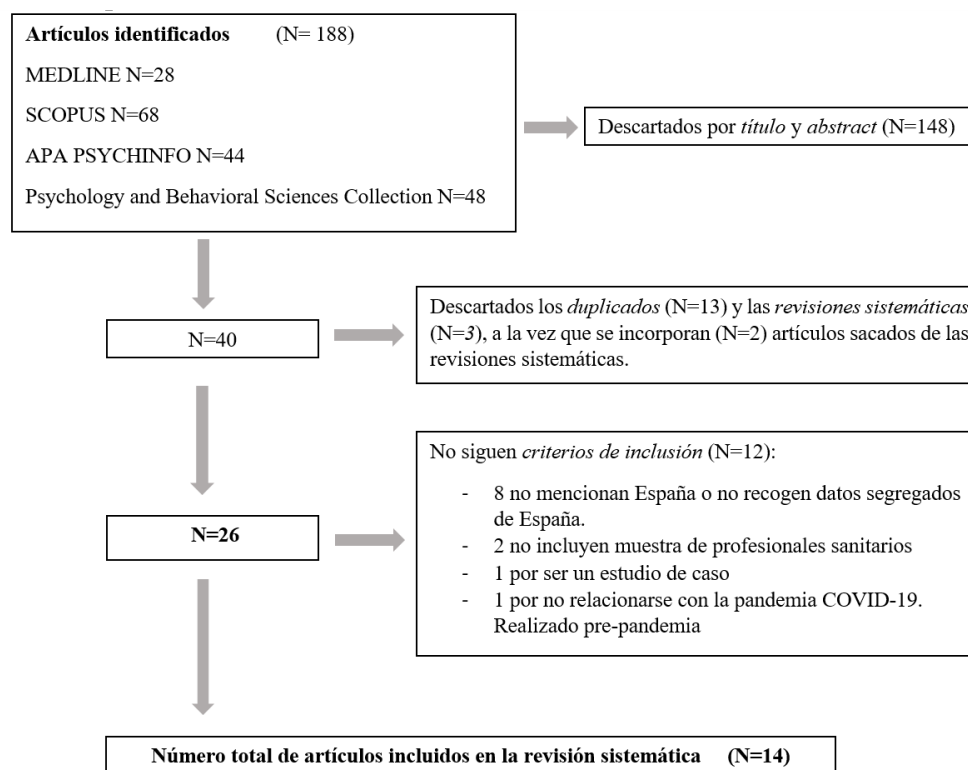 Artículos identificados (N= 188)
MEDLINE N=28
SCOPUS N=68
APA PSYCHINFO N=44
Psychology and Behavioral Sciences Collection N=48
Descartados por título y abstract (N=148)
N=40
Descartados los duplicados (N=13) y las revisiones sistemáticas
(N=3), a la vez que se incorporan (N=2) artículos sacados de las
revisiones sistemáticas.
N=26
No siguen criterios de inclusión (N=12):
- 8 no mencionan España o no recogen datos segregados
de España.
- 2 no incluyen muestra de profesionales sanitarios
- 1 por ser un estudio de caso
- 1 por no relacionarse con la pandemia COVID-19.
Realizado pre-pandemia
Número total de artículos incluidos en la revisión sistemática (N=14)